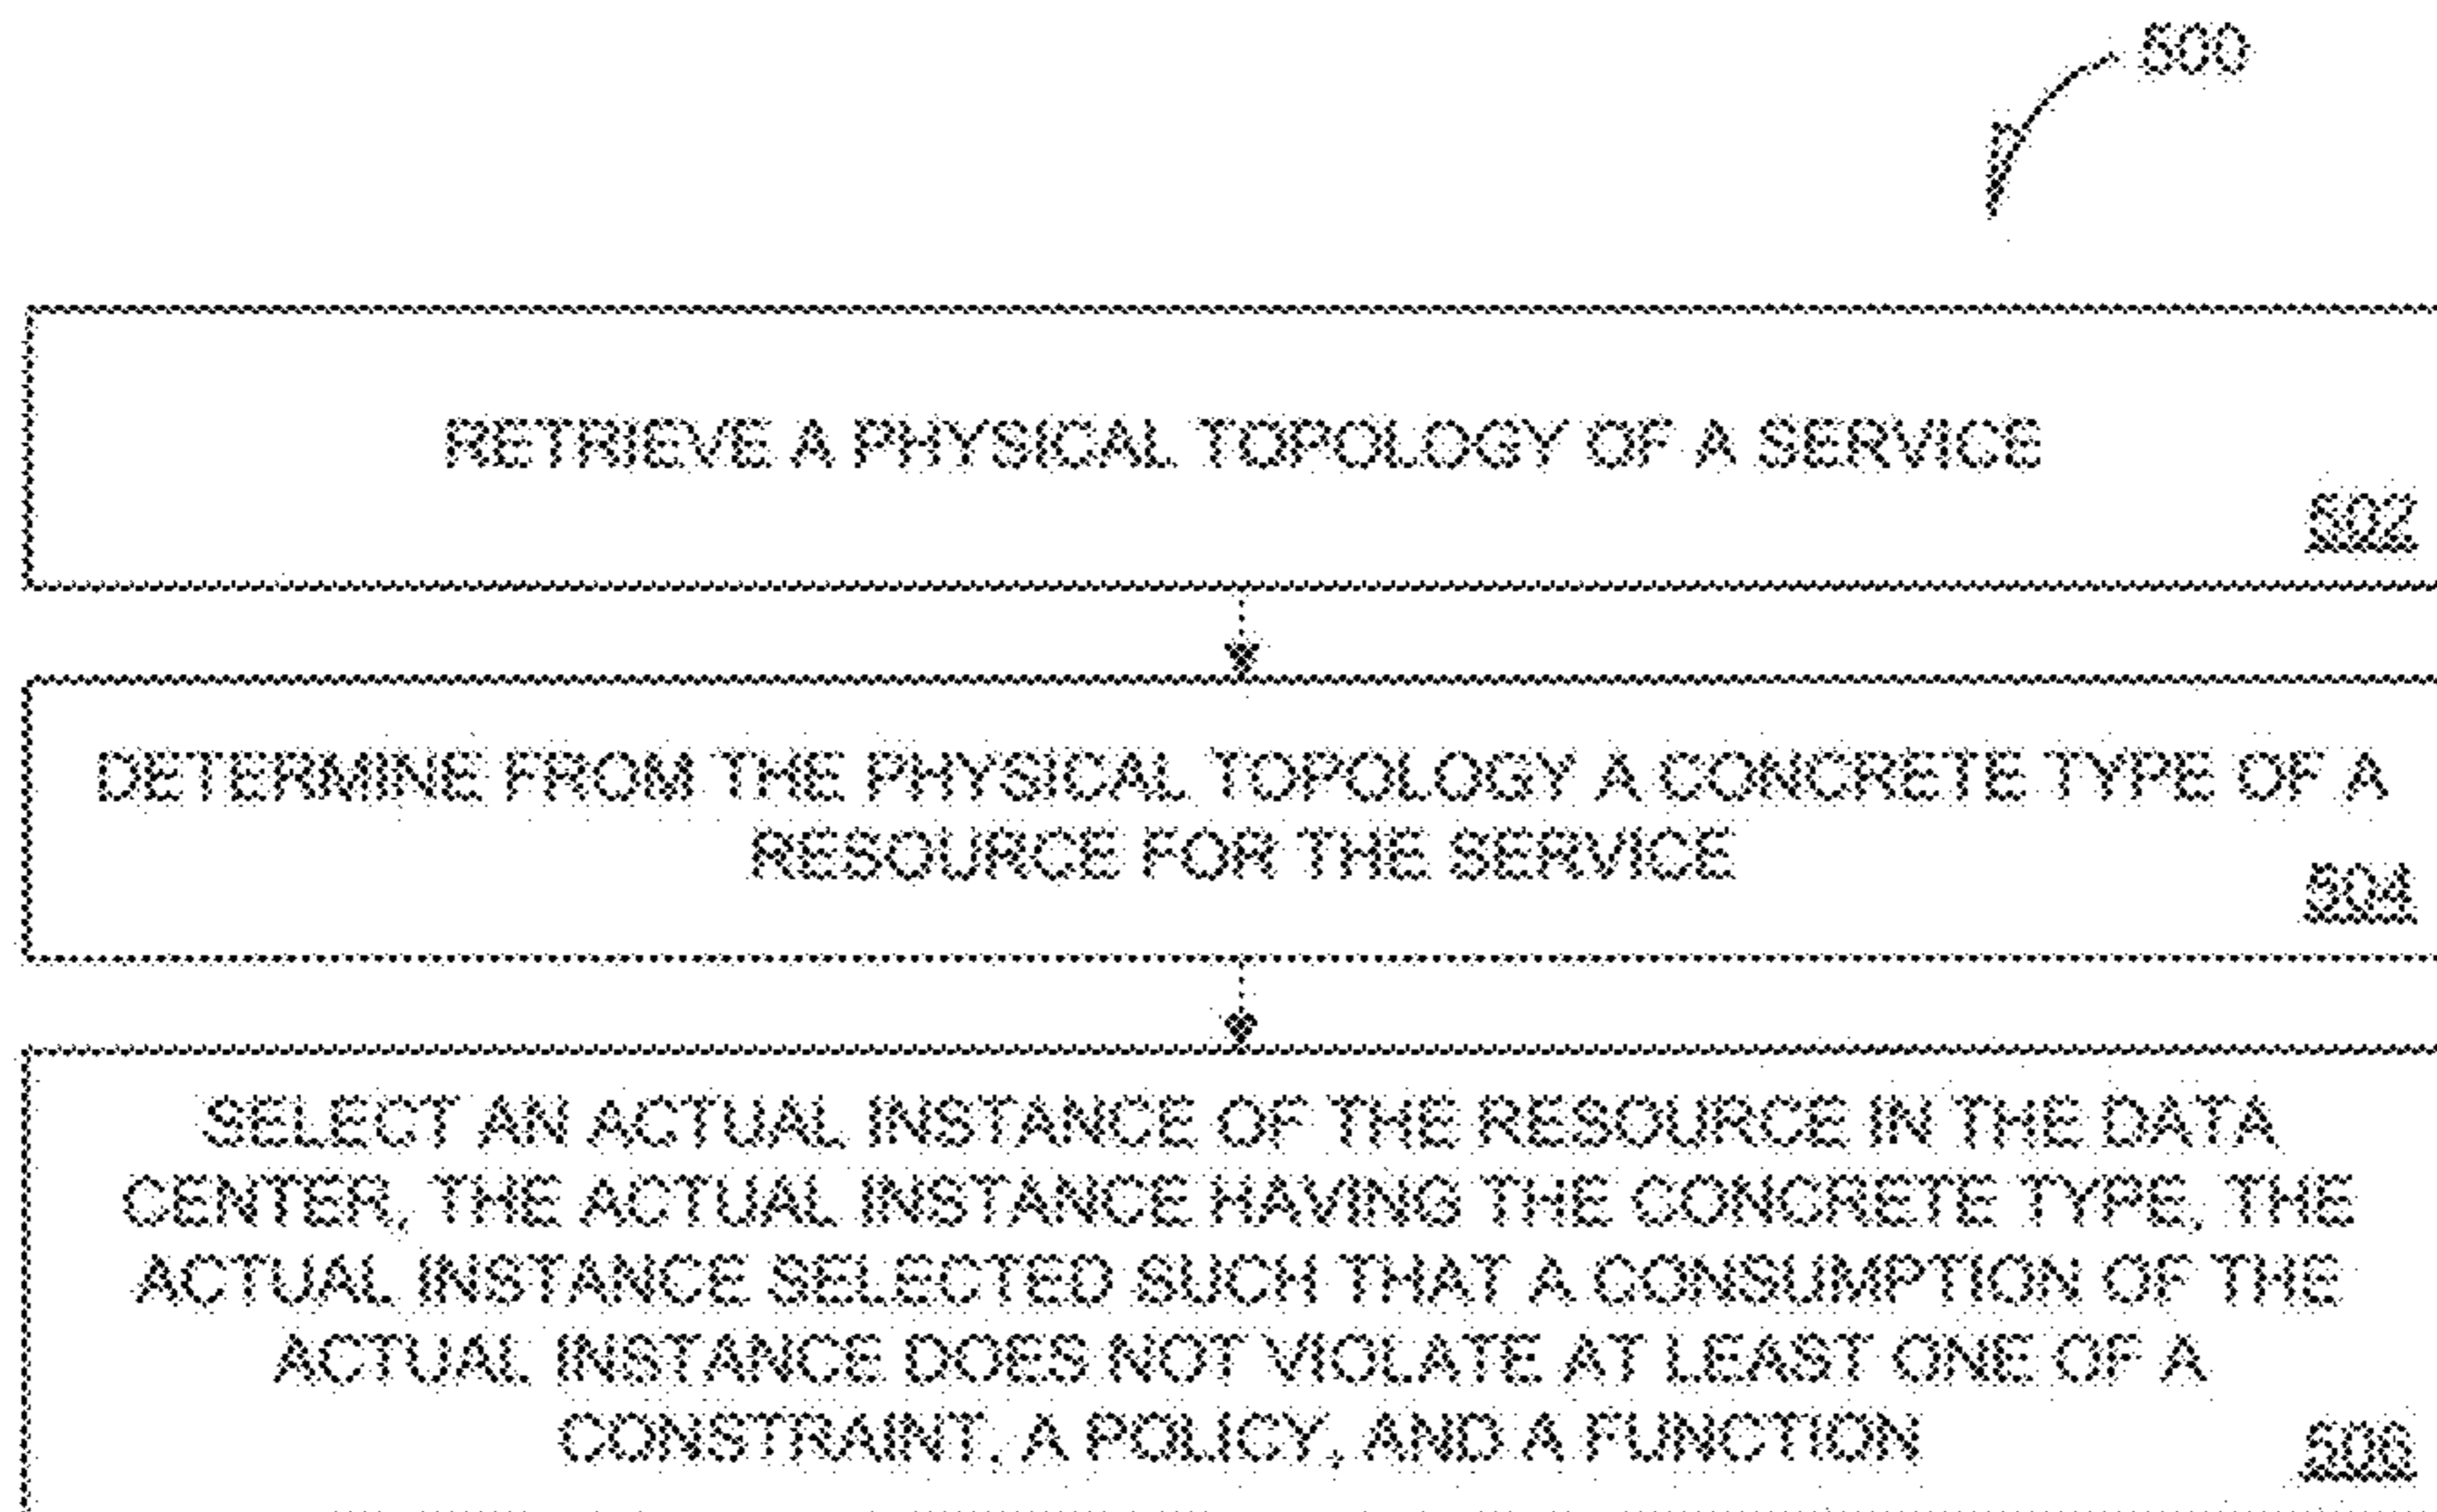 500
RETRIEVE A PHYSICAL TOPOLOGY OF A SERVICE
502
DETERMINE FROM THE PHYSICAL TOPOLOGY A CONCRETE TYPE OF A
RESOURCE FOR THE SERVICE
504
SELECT AN ACTUAL INSTANCE OF THE RESOURCE IN THE DATA
CENTER, THE ACTUAL INSTANCE HAVING THE CONCRETE TYPE, THE
ACTUAL INSTANCE SELECTED SUCH THAT A CONSUMPTION OF THE
ACTUAL INSTANCE DOES NOT VIOLATE AT LEAST ONE OF A
CONSTRAINT, A POLICY, AND A FUNCTION
506